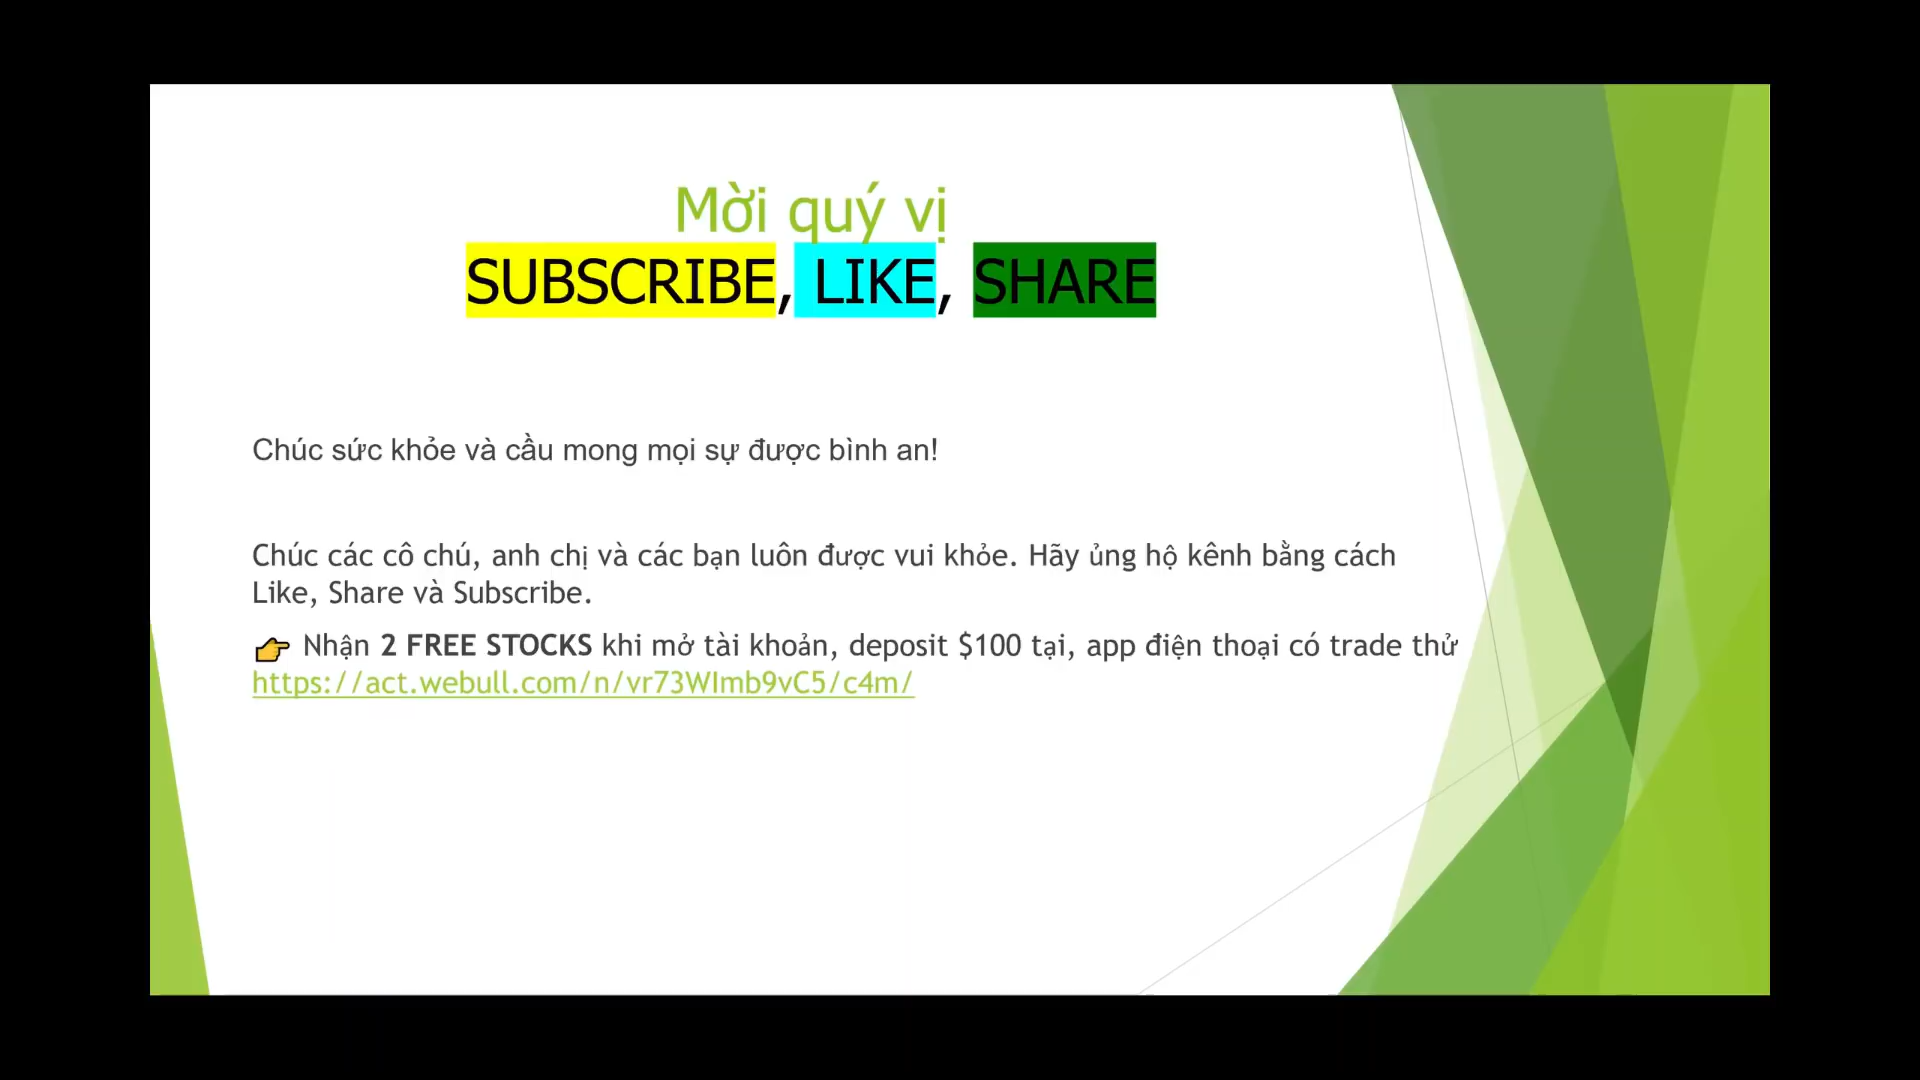 Mời quý vị
SUBSCRIBE, LIKE, SHARE
Chúc sức khỏe và cầu mong mọi sự được bình an!
Chúc các cô chú, anh chị và các bạn luôn được vui khỏe. Hãy ủng hộ kênh bằng cách
Like, Share và Subscribe.
👉 Nhận 2 FREE STOCKS khi mở tài khoản, deposit $100 tại, app điện thoại có trade thử
https://act.webull.com/n/vr73WImb9vC5/c4m/